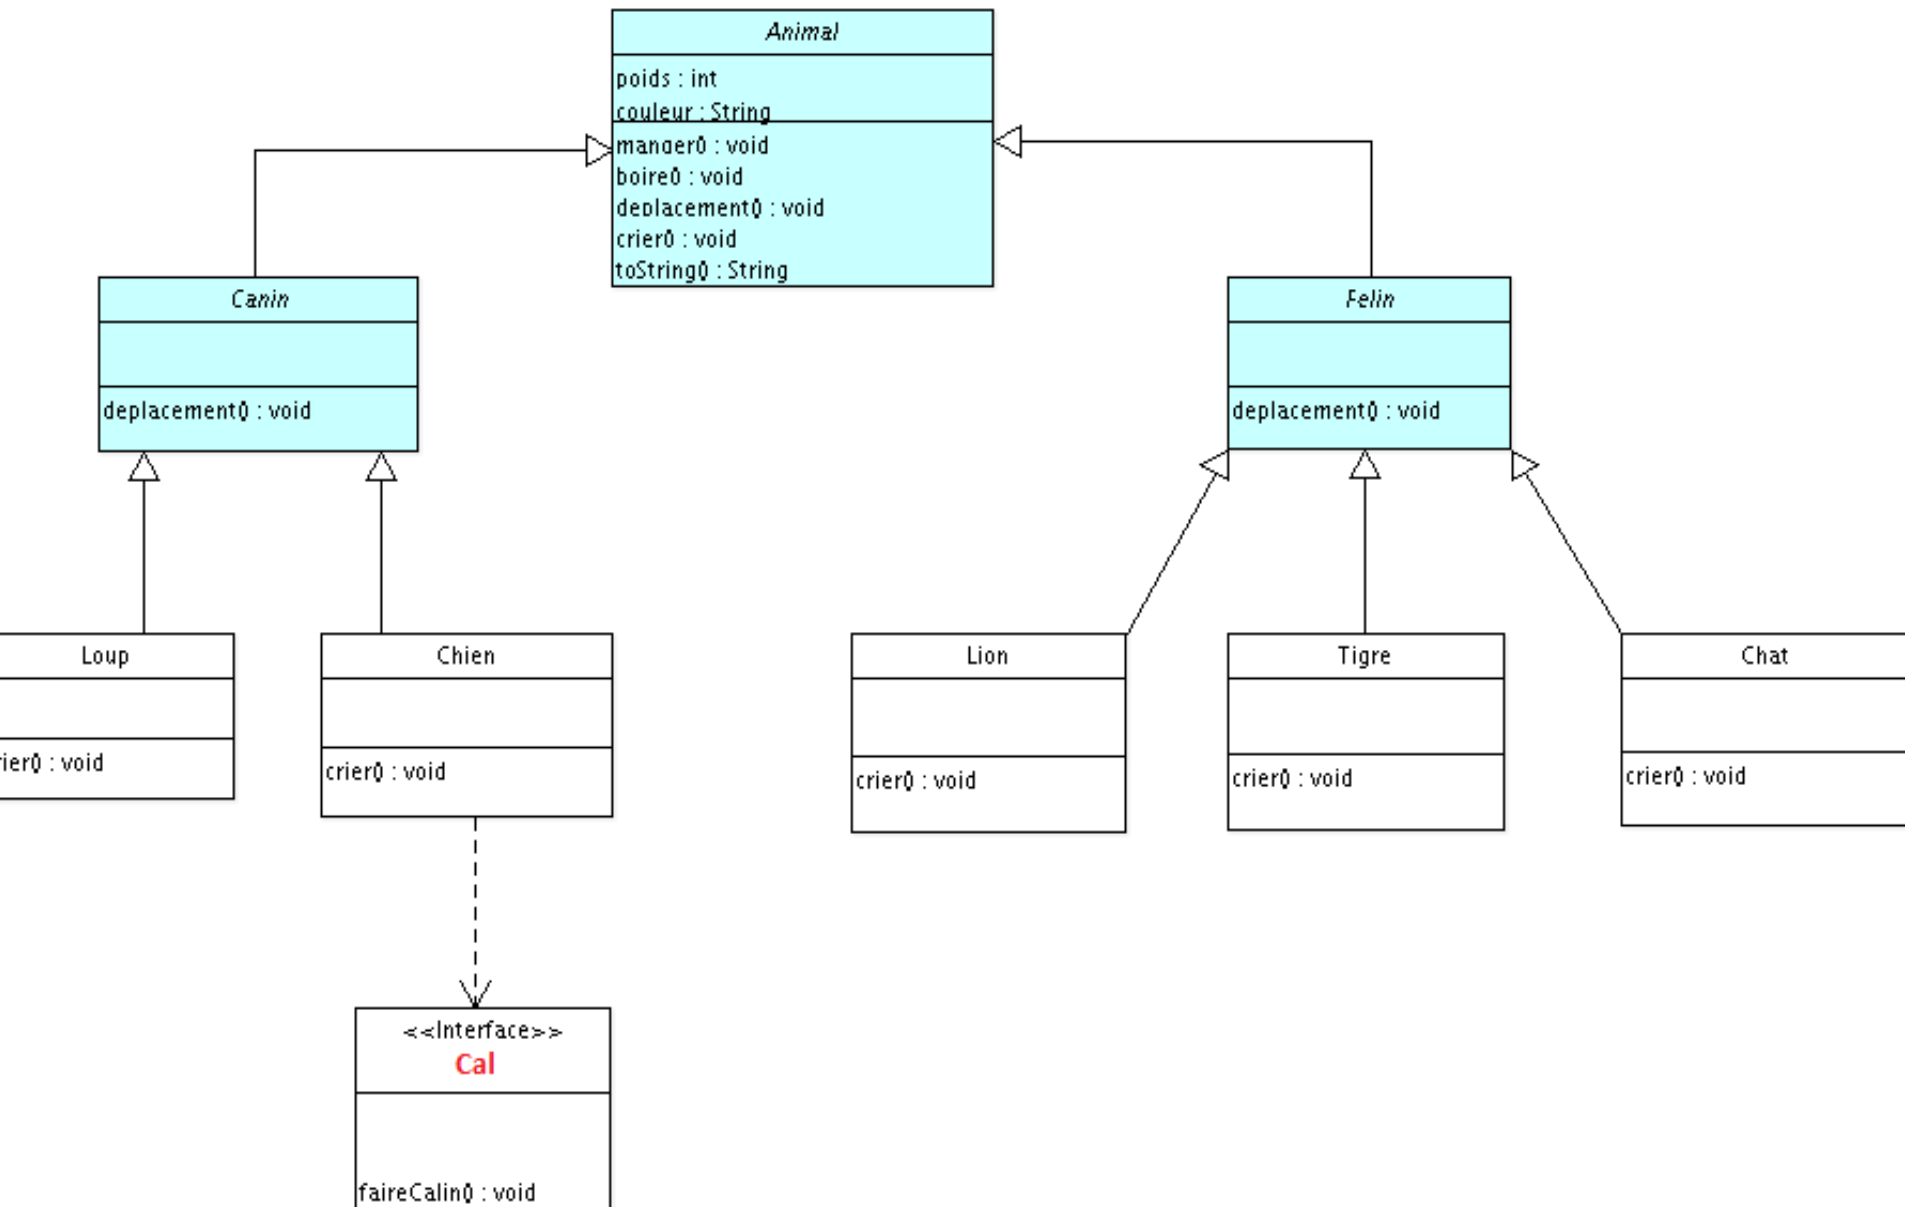 Animal
poids : int
couleur : String
manger() : void
boire() : void
deplacement() : void
crier() : void
toString() : String
Canin
deplacement() : void
Felin
deplacement() : void
Loup
rier() : void
Chien
crier() : void
Lion
crier() : void
Tigre
crier() : void
Chat
crier() : void
<<Interface>>
Cal
faireCalin() : void